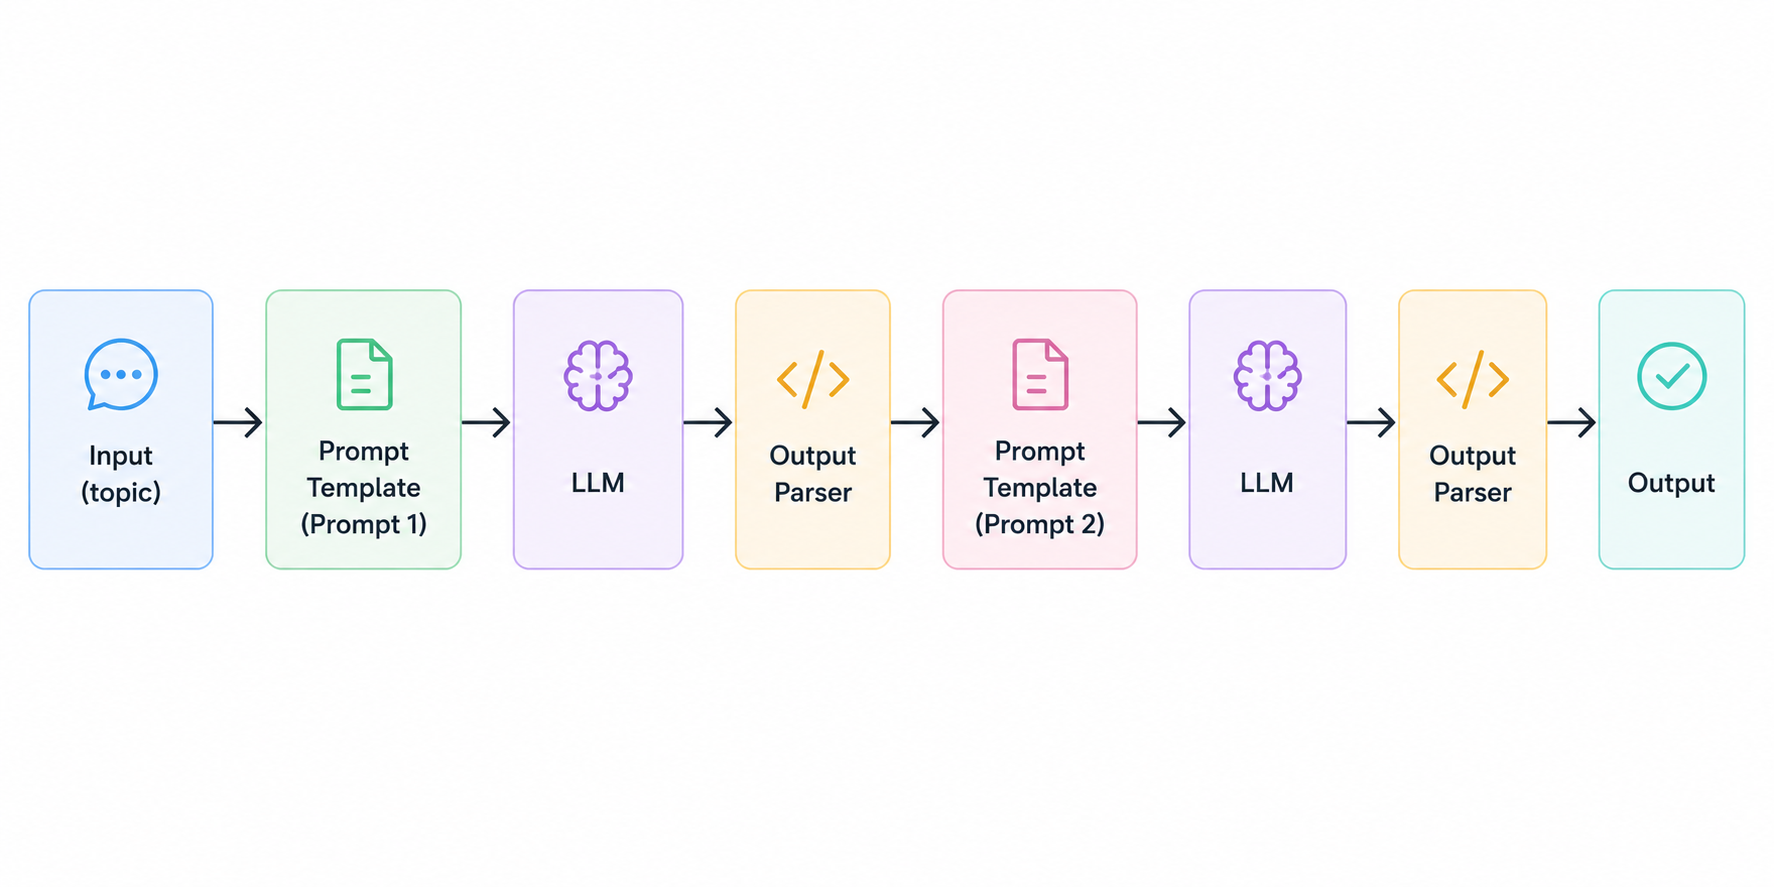 Input
(topic)
Prompt
Template
(Prompt 1)
LLM
Output
Parser
Prompt
Template
(Prompt 2)
LLM
Output
Parser
Output